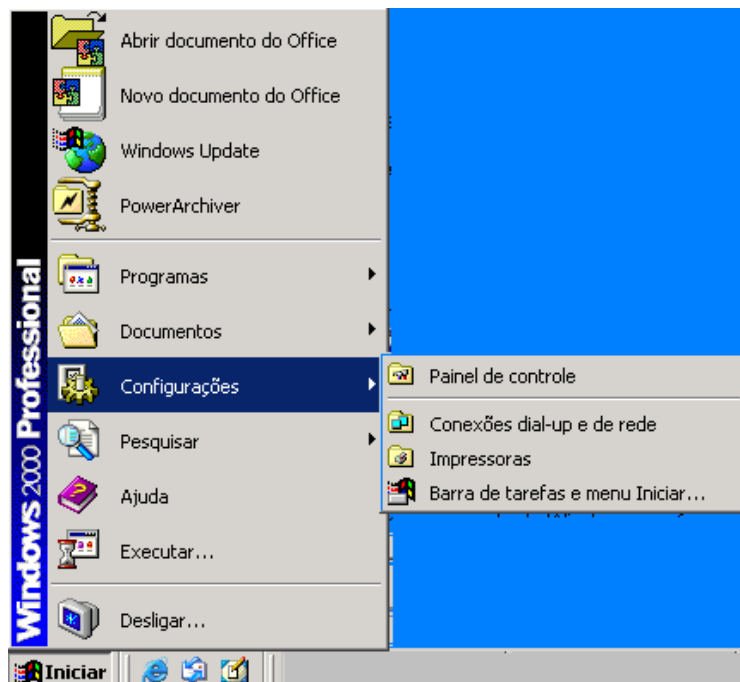 Abrir documento do Office
Novo documento do Office
Windows Update
PowerArchiver
Programas
Documentos
Configurações
Pesquisar
Ajuda
Executar...
Desligar...
Windows 2000 Professional
Painel de controle
Conexões dial-up e de rede
Impressoras
Barra de tarefas e menu Iniciar...
Iniciar